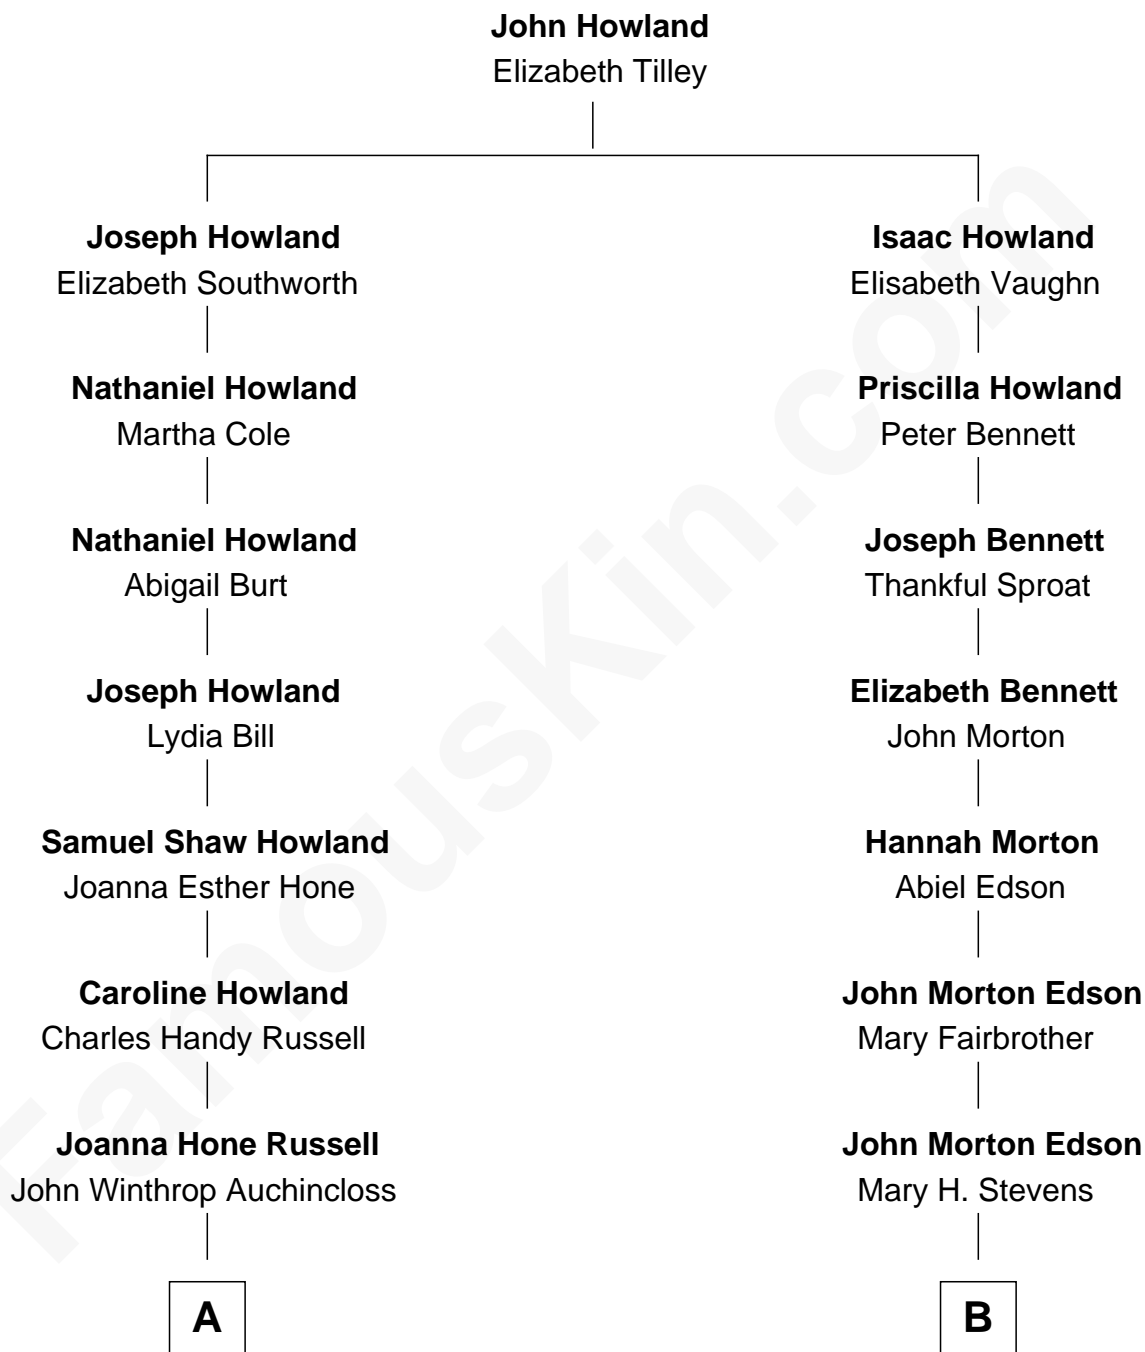 John Howland
Elizabeth Tilley
Joseph Howland
Elizabeth Southworth
Nathaniel Howland
Martha Cole
Nathaniel Howland
Abigail Burt
Joseph Howland
Lydia Bill
Samuel Shaw Howland
Joanna Esther Hone
Caroline Howland
Charles Handy Russell
Joanna Hone Russell
John Winthrop Auchincloss
A
Isaac Howland
Elisabeth Vaughn
Priscilla Howland
Peter Bennett
Joseph Bennett
Thankful Sproat
Elizabeth Bennett
John Morton
Hannah Morton
Abiel Edson
John Morton Edson
Mary Fairbrother
John Morton Edson
Mary H. Stevens
B
FamousKin.com